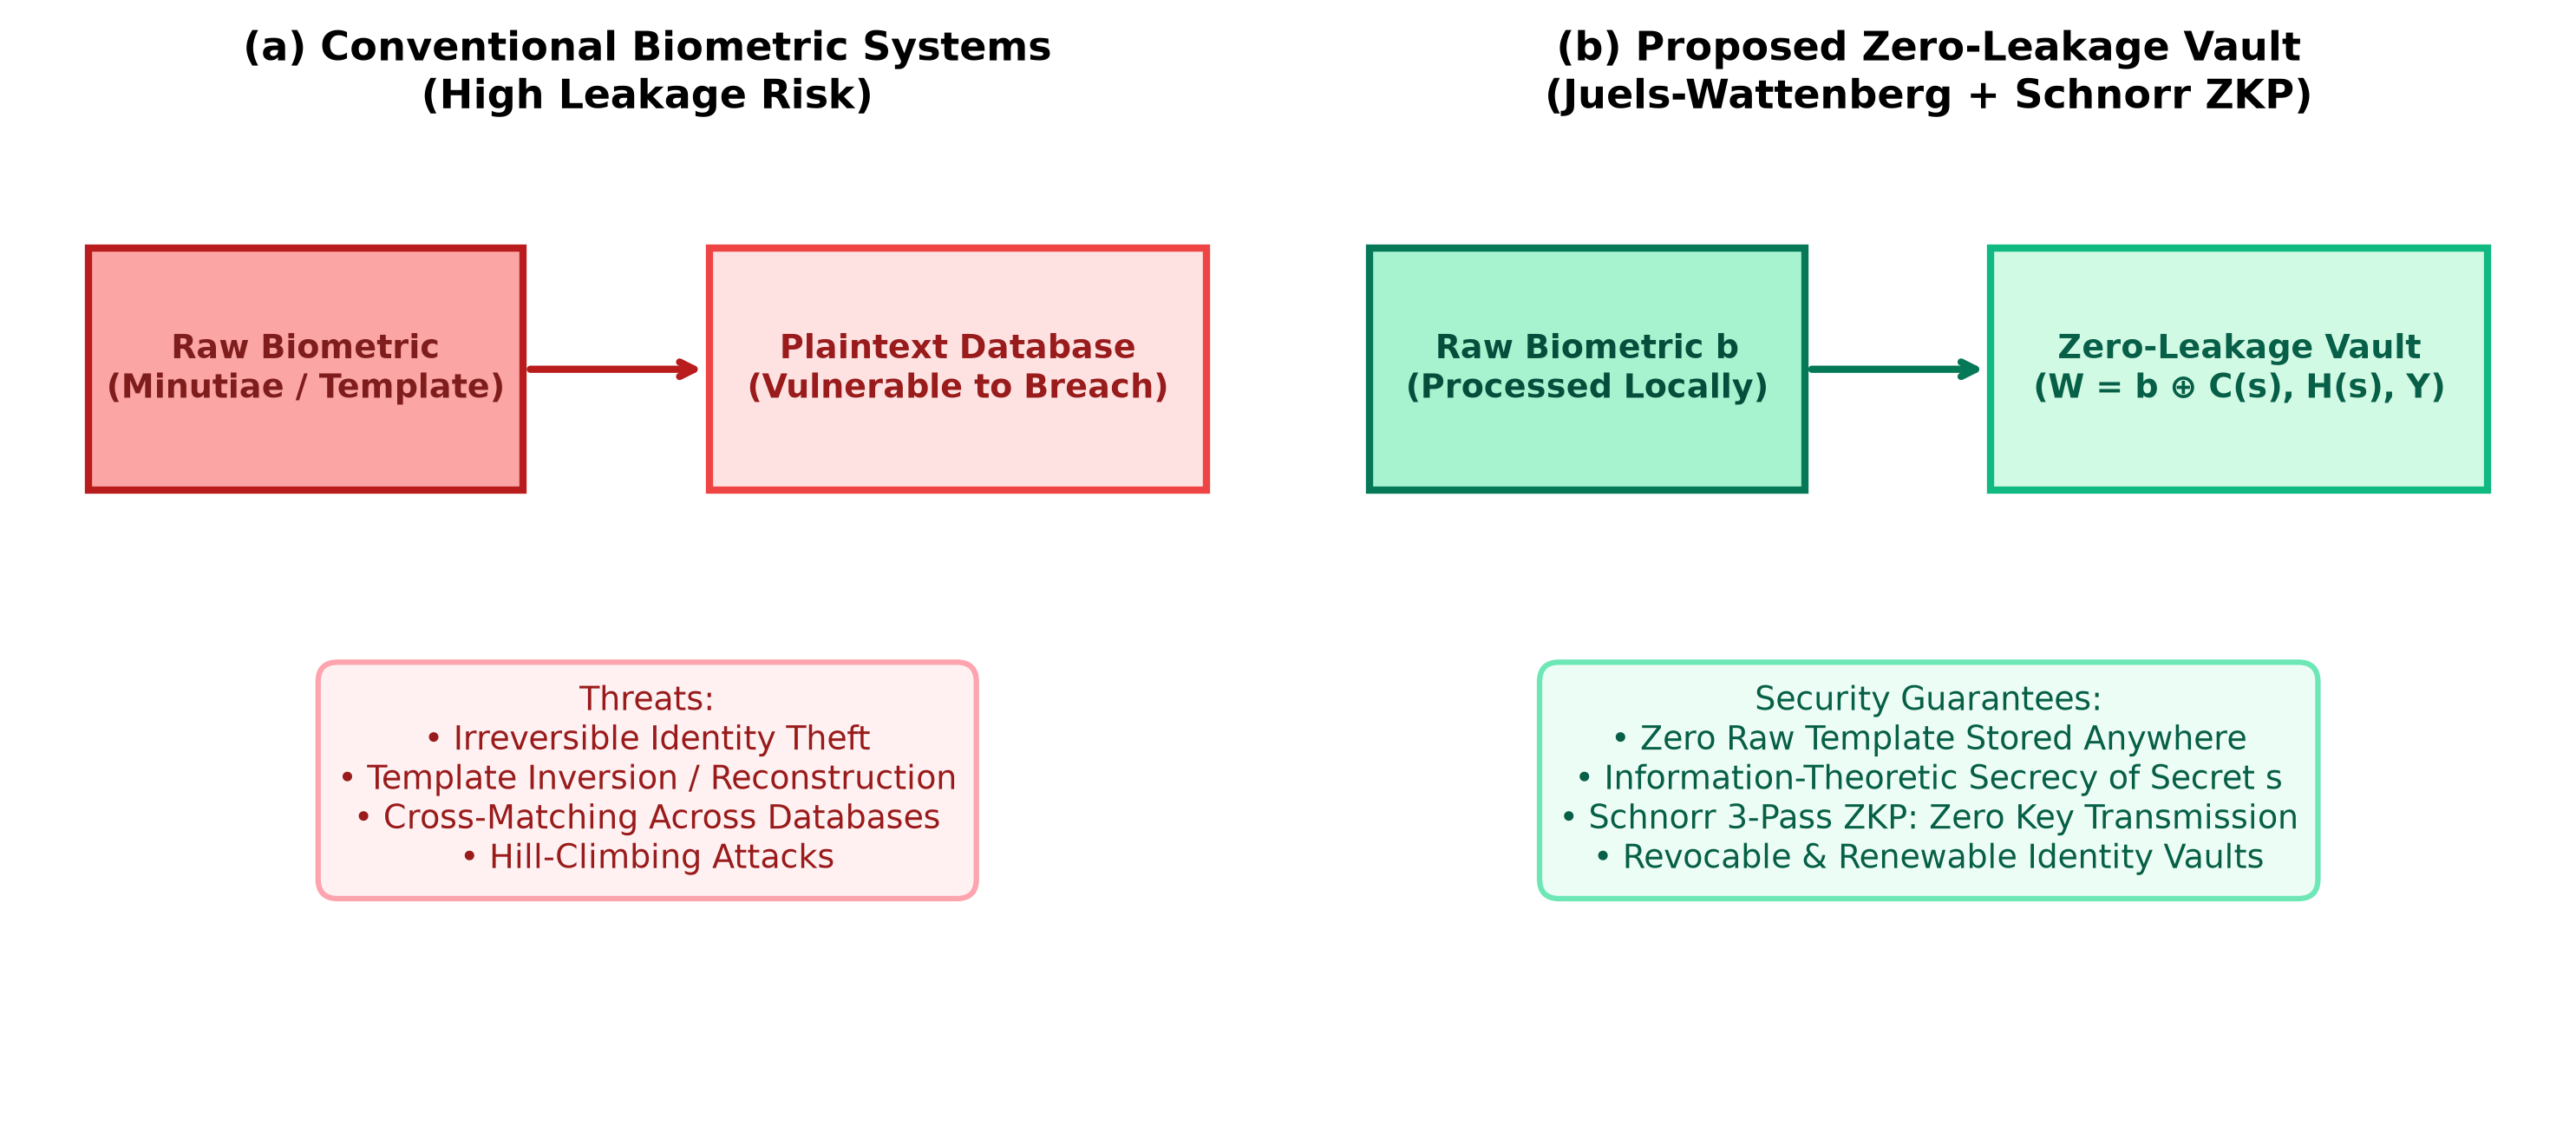 (a) Conventional Biometric Systems
(High Leakage Risk)
Raw Biometric
(Minutiae / Template)
Plaintext Database
(Vulnerable to Breach)
Threats:
• Irreversible Identity Theft
• Template Inversion / Reconstruction
• Cross-Matching Across Databases
• Hill-Climbing Attacks
(b) Proposed Zero-Leakage Vault
(Juels-Wattenberg + Schnorr ZKP)
Raw Biometric b
(Processed Locally)
Zero-Leakage Vault
(W = b ⊕ C(s), H(s), Y)
Security Guarantees:
• Zero Raw Template Stored Anywhere
• Information-Theoretic Secrecy of Secret s
• Schnorr 3-Pass ZKP: Zero Key Transmission
• Revocable & Renewable Identity Vaults